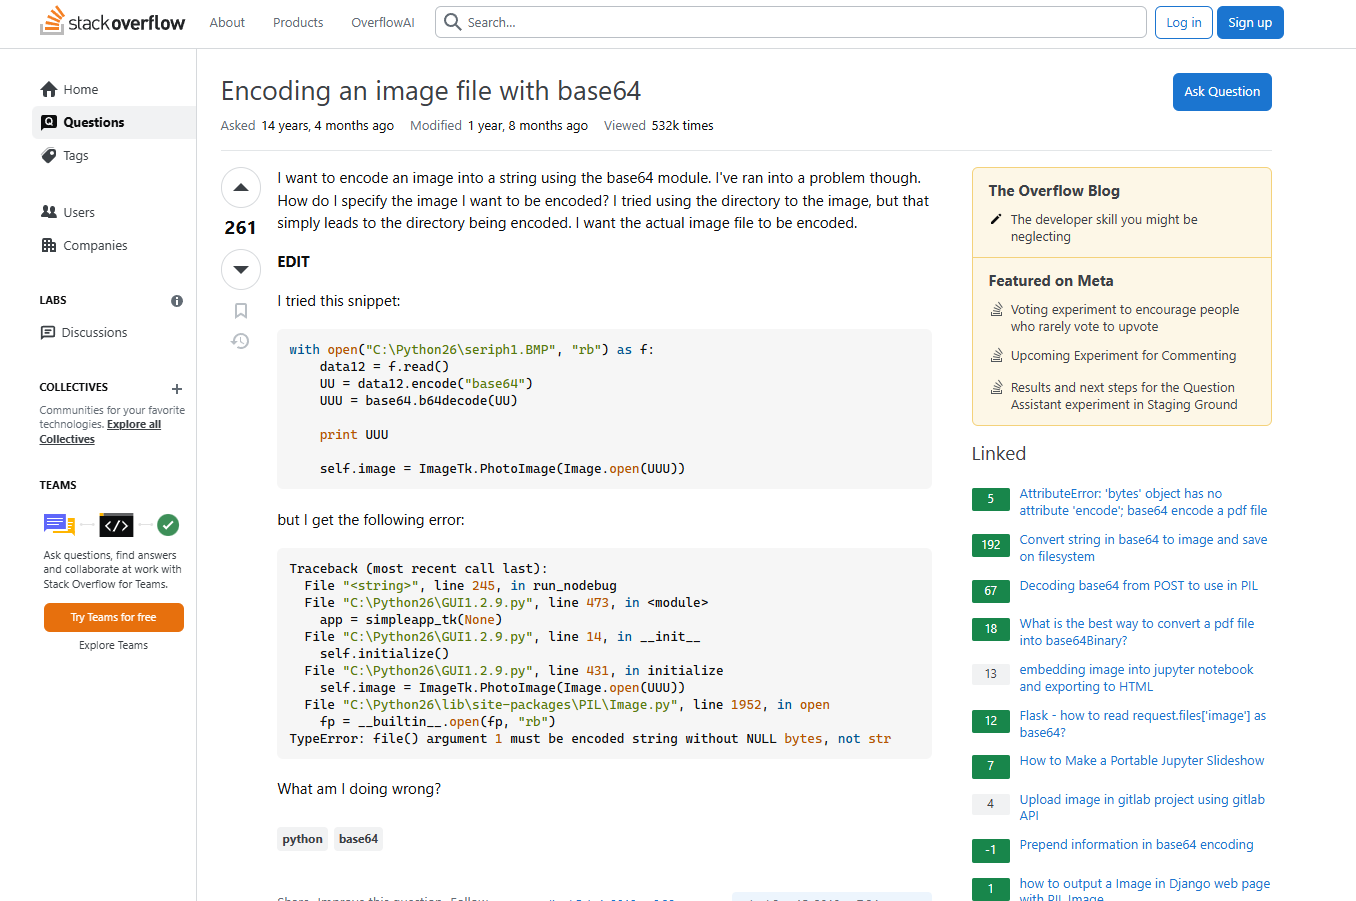 stack overflow
About
Products
OverflowAI
Search...
Log in
Sign up
Home
Questions
Tags
Users
Companies
LABS
Discussions
COLLECTIVES
Communities for your favorite
technologies. Explore all
Collectives
TEAMS
Ask questions, find answers
and collaborate at work with
Stack Overflow for Teams.
Try Teams for free
Explore Teams
Encoding an image file with base64
Ask Question
Asked 14 years, 4 months ago Modified 1 year, 8 months ago Viewed 532k times
261
I want to encode an image into a string using the base64 module. I've ran into a problem though.
How do I specify the image I want to be encoded? I tried using the directory to the image, but that
simply leads to the directory being encoded. I want the actual image file to be encoded.
EDIT
I tried this snippet:
with open("C:\Python26\seriph1.BMP", "rb") as f:
    data12 = f.read()
    UU = data12.encode("base64")
    UUU = base64.b64decode(UU)
    print UUU
    self.image = ImageTk.PhotoImage(Image.open(UUU))
but I get the following error:
Traceback (most recent call last):
  File "<string>", line 245, in run_nodebug
  File "C:\Python26\GUI1.2.9.py", line 473, in <module>
    app = simpleapp_tk(None)
  File "C:\Python26\GUI1.2.9.py", line 14, in __init__
    self.initialize()
  File "C:\Python26\GUI1.2.9.py", line 431, in initialize
    self.image = ImageTk.PhotoImage(Image.open(UUU))
  File "C:\Python26\lib\site-packages\PIL\Image.py", line 1952, in open
    fp = __builtin__.open(fp, "rb")
TypeError: file() argument 1 must be encoded string without NULL bytes, not str
What am I doing wrong?
python base64
Share Improve this question Follow
The Overflow Blog
The developer skill you might be
neglecting
Featured on Meta
Voting experiment to encourage people
who rarely vote to upvote
Upcoming Experiment for Commenting
Results and next steps for the Question
Assistant experiment in Staging Ground
Linked
5 AttributeError: 'bytes' object has no
attribute 'encode'; base64 encode a pdf file
192 Convert string in base64 to image and save
on filesystem
67 Decoding base64 from POST to use in PIL
18 What is the best way to convert a pdf file
into base64Binary?
13 embedding image into jupyter notebook
and exporting to HTML
12 Flask - how to read request.files['image'] as
base64?
7 How to Make a Portable Jupyter Slideshow
4 Upload image in gitlab project using gitlab
API
-1 Prepend information in base64 encoding
1 how to output a Image in Django web page
with PIL Image